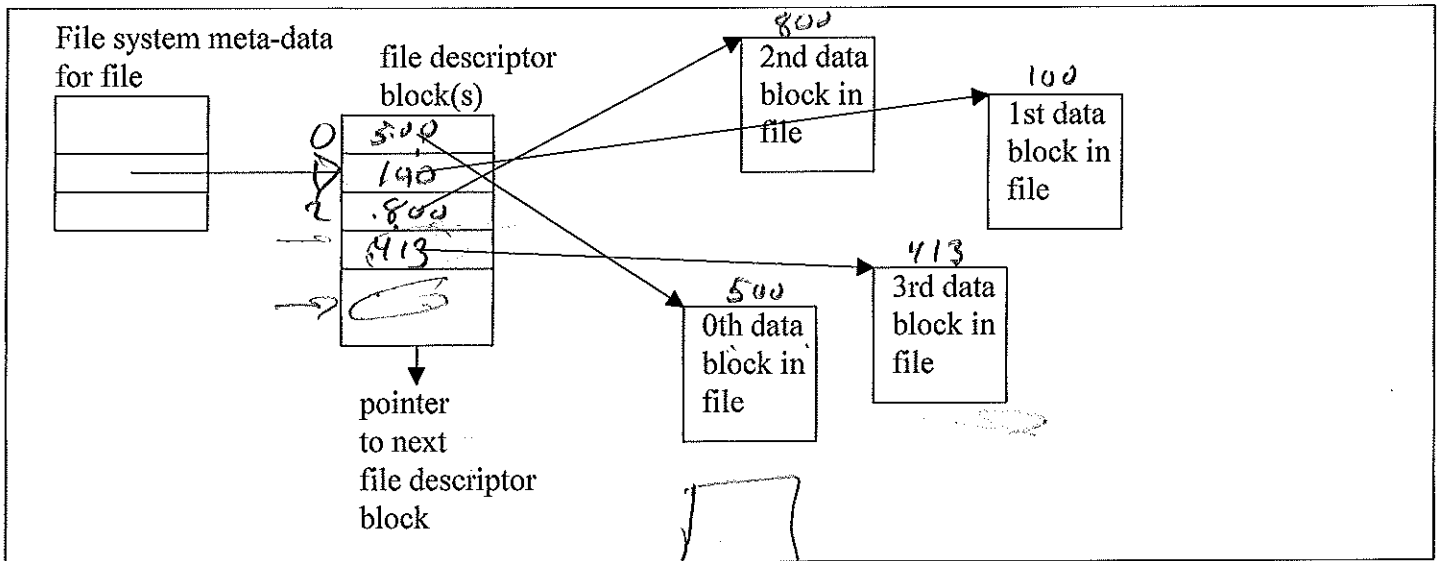 File system meta-data
for file
file descriptor
block(s)
0
500
100
2
800
413
pointer
to next
file descriptor
block
800
2nd data
block in
file
100
1st data
block in
file
500
0th data
block in
file
413
3rd data
block in
file